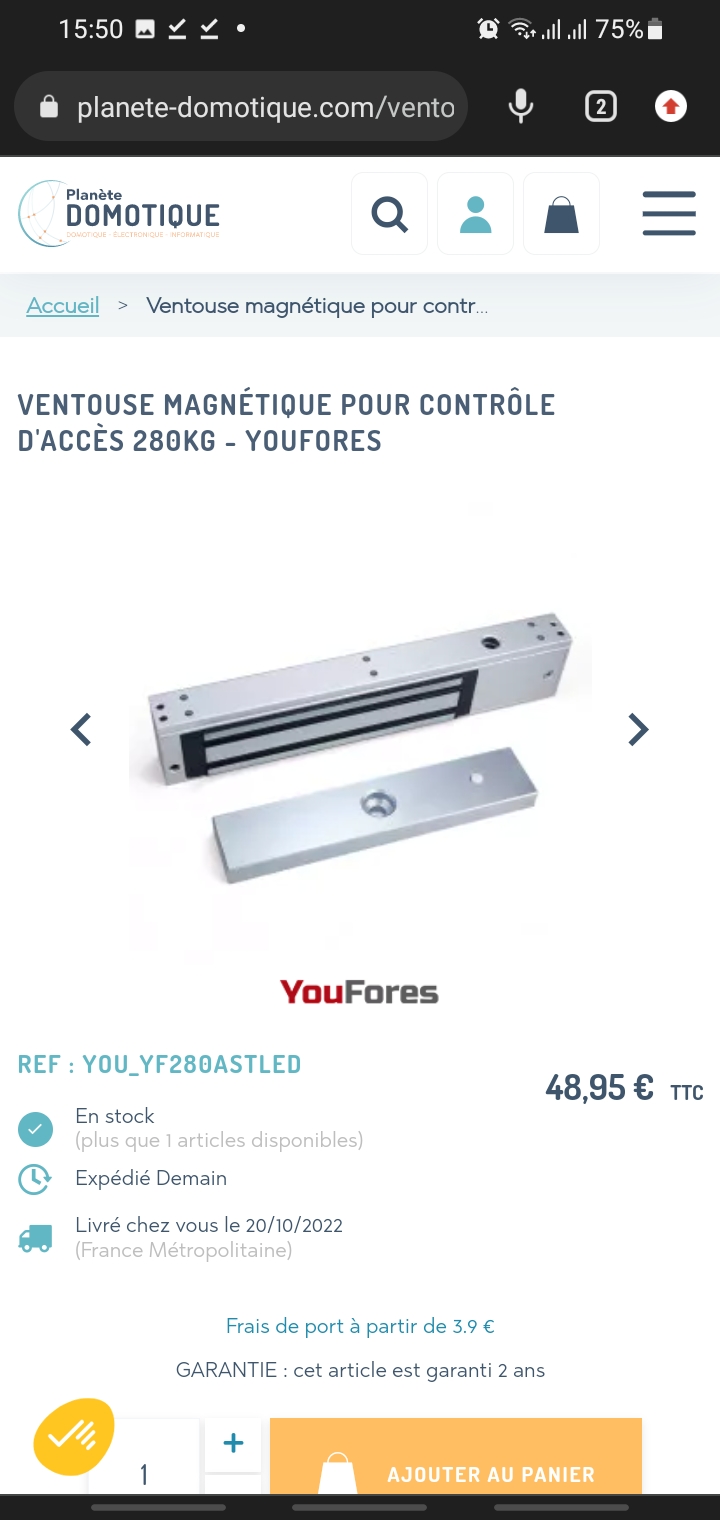 15:50
75%
planete-domotique.com/vento
2
Planète
DOMOTIQUE
DOMOTIQUE · ÉLECTRONIQUE · INFORMATIQUE
Accueil > Ventouse magnétique pour contr...
VENTOUSE MAGNÉTIQUE POUR CONTRÔLE
D'ACCÈS 280KG - YOUFORES
YouFores
REF : YOU_YF280ASTLED
48,95 € TTC
En stock
(plus que 1 articles disponibles)
Expédié Demain
Livré chez vous le 20/10/2022
(France Métropolitaine)
Frais de port à partir de 3.9 €
GARANTIE : cet article est garanti 2 ans
1
+
AJOUTER AU PANIER